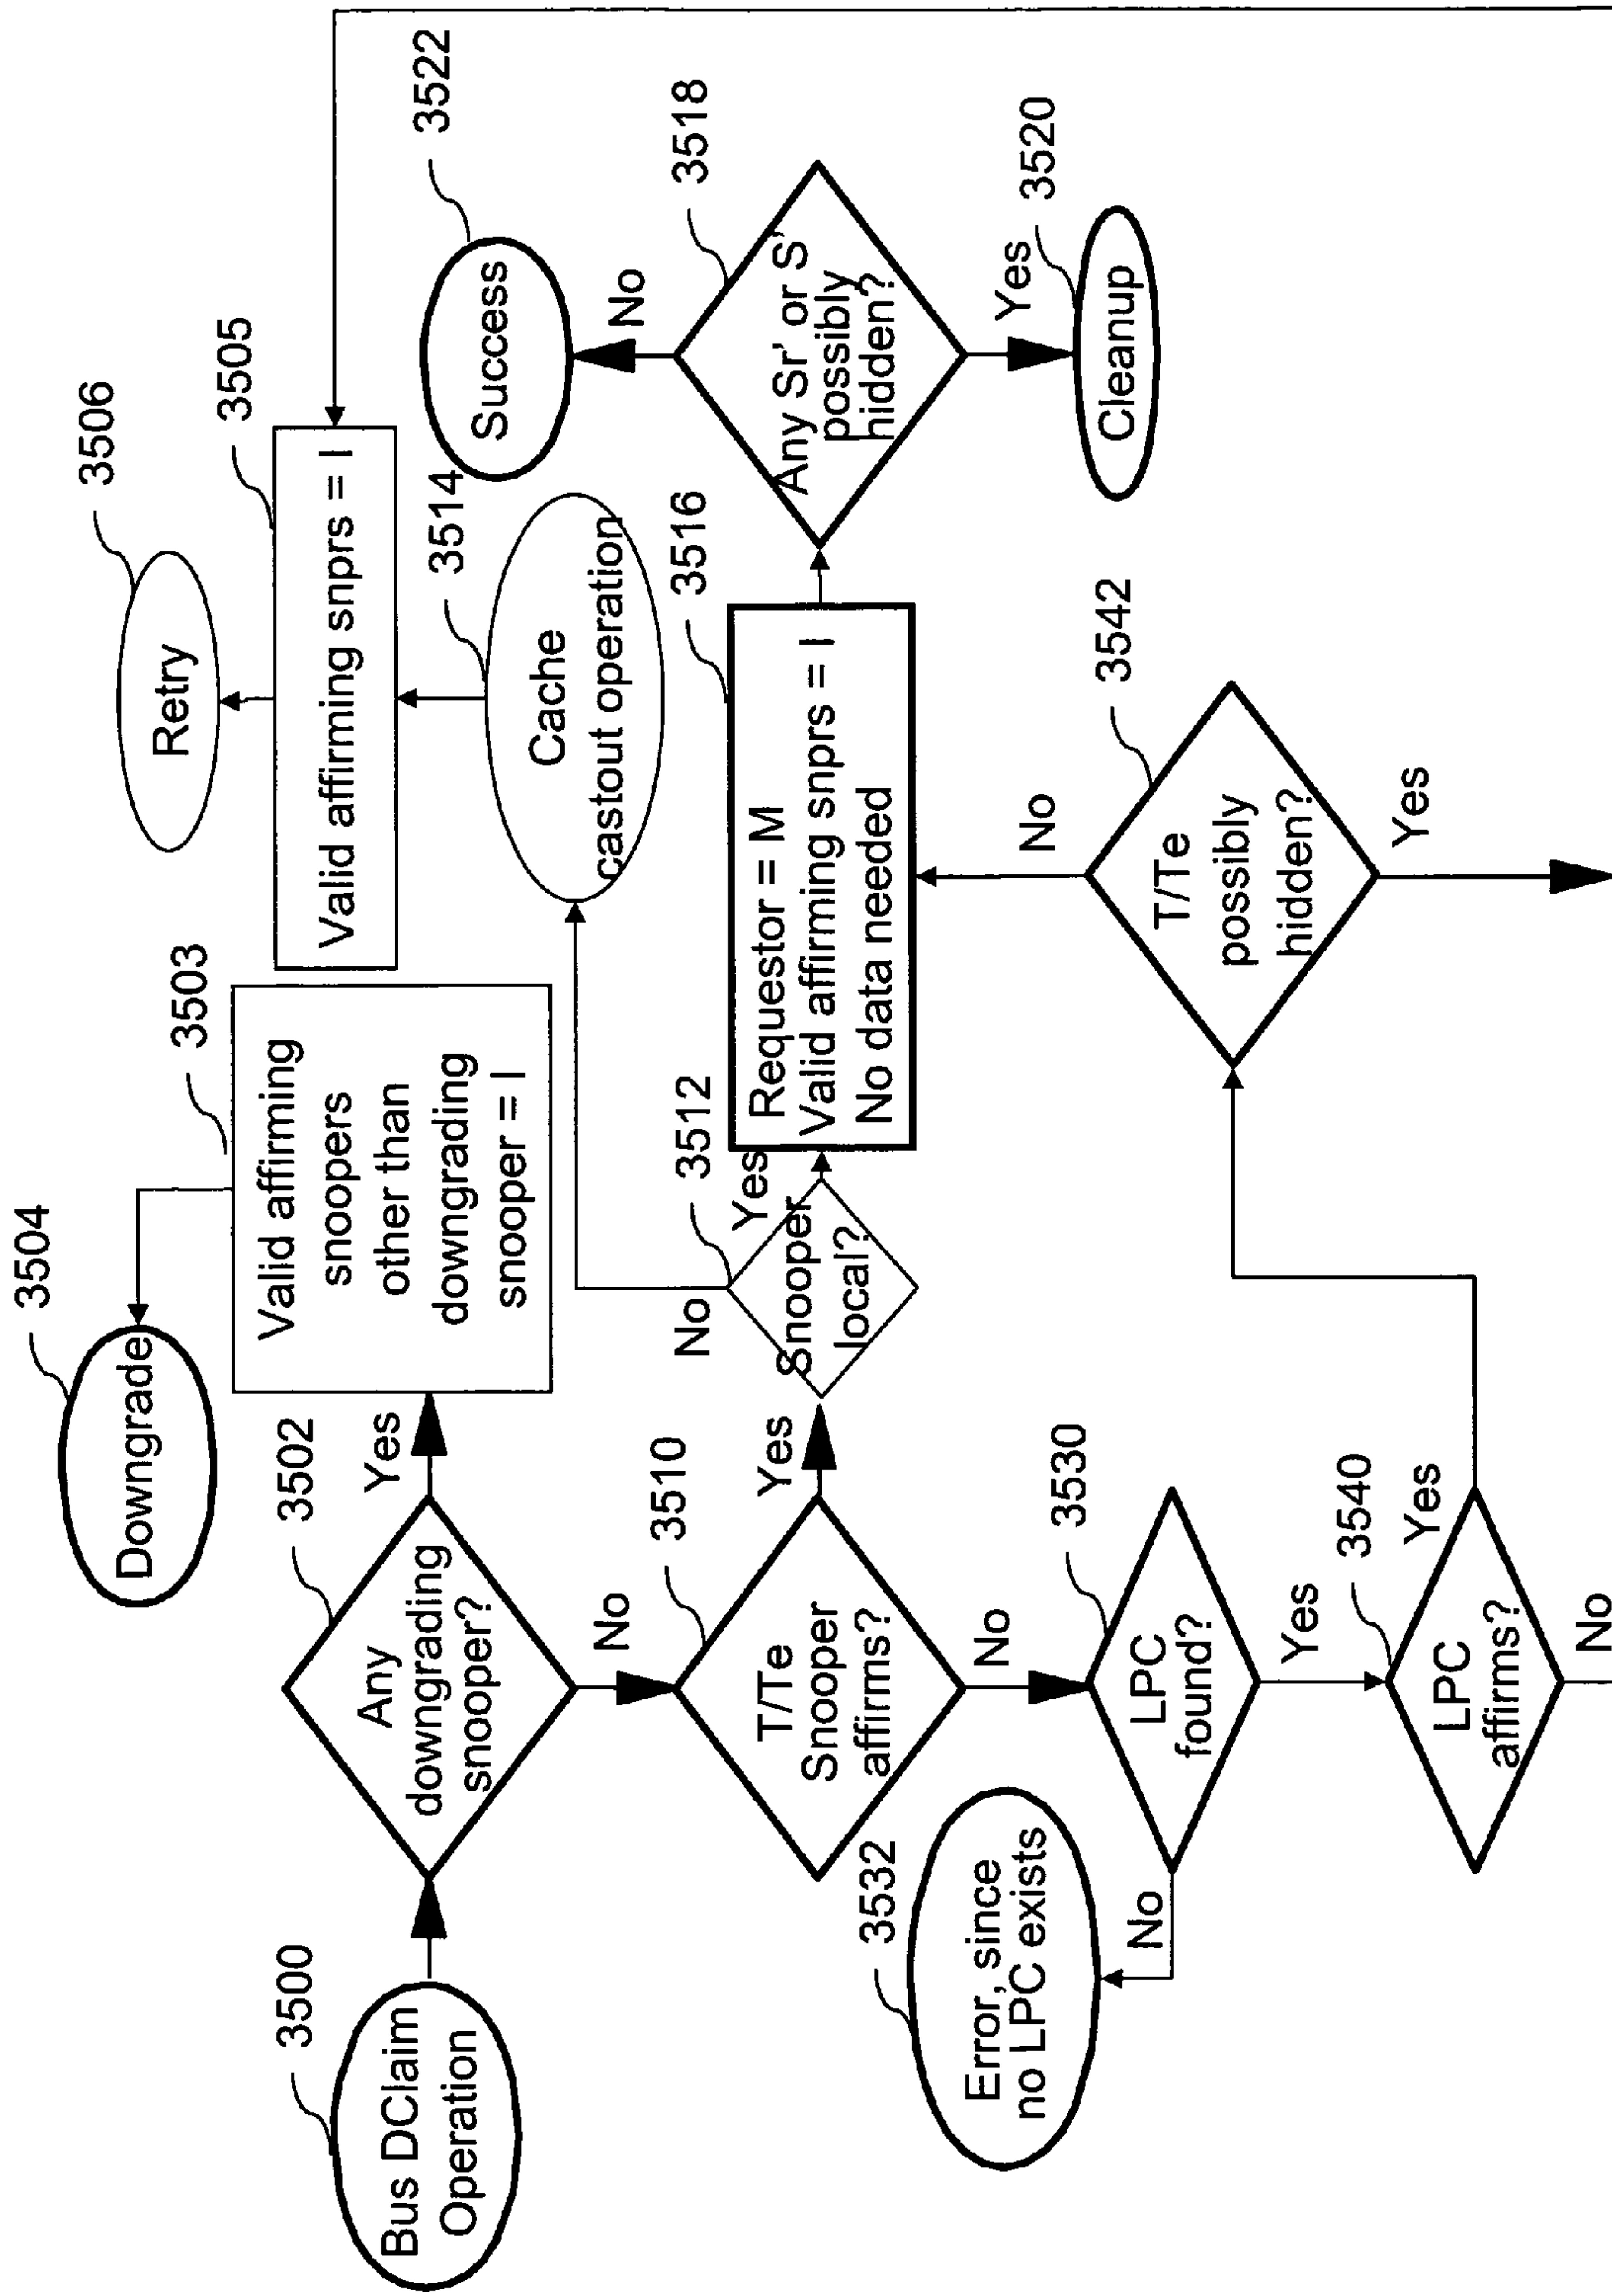 3500
Bus DClaim
Operation
3502
Any
downgrading
snooper?
Yes
No
3503
Valid affirming
snoopers
other than
downgrading
snooper = I
3504
Downgrade
3505
Valid affirming snprs = I
3506
Retry
3510
T/Te
Snooper
affirms?
Yes
No
3512
Snooper
local?
No
Yes
3514
Cache
castout operation
3516
Requestor = M
Valid affirming snprs = I
No data needed
3518
Any Sr' or S'
possibly
hidden?
No
Yes
3522
Success
3520
Cleanup
3530
LPC
found?
No
Yes
3532
Error, since
no LPC exists
3540
LPC
affirms?
Yes
No
3542
T/Te
possibly
hidden?
No
Yes